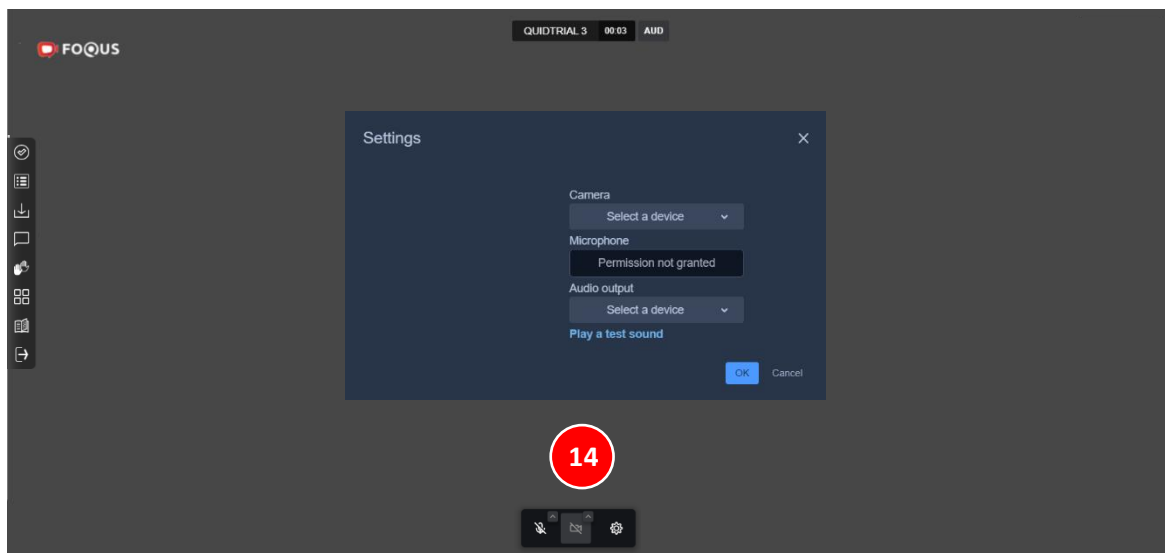 QUIDTRIAL 3 00:03 AUD
FOQUS
Settings
Camera
Select a device
Microphone
Permission not granted
Audio output
Select a device
Play a test sound
OK Cancel
14